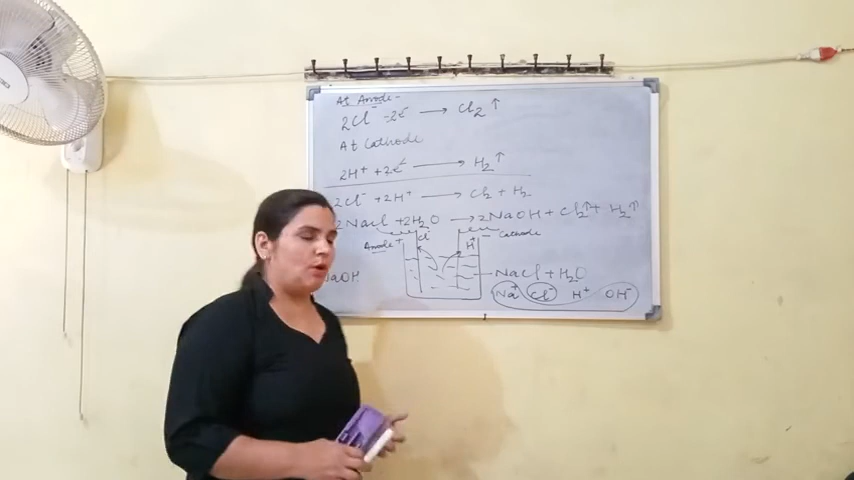 At Anode -
2Cl⁻ -2e⁻ → Cl₂ ↑
At Cathode
2H⁺ + 2e⁻ → H₂ ↑
2Cl⁻ + 2H⁺ → Cl₂ + H₂
2NaCl + 2H₂O → 2NaOH + Cl₂↑ + H₂↑
Anode + Cl⁻ H⁺ - Cathode
NaOH
NaCl + H₂O
Na⁺ Cl⁻ H⁺ OH⁻